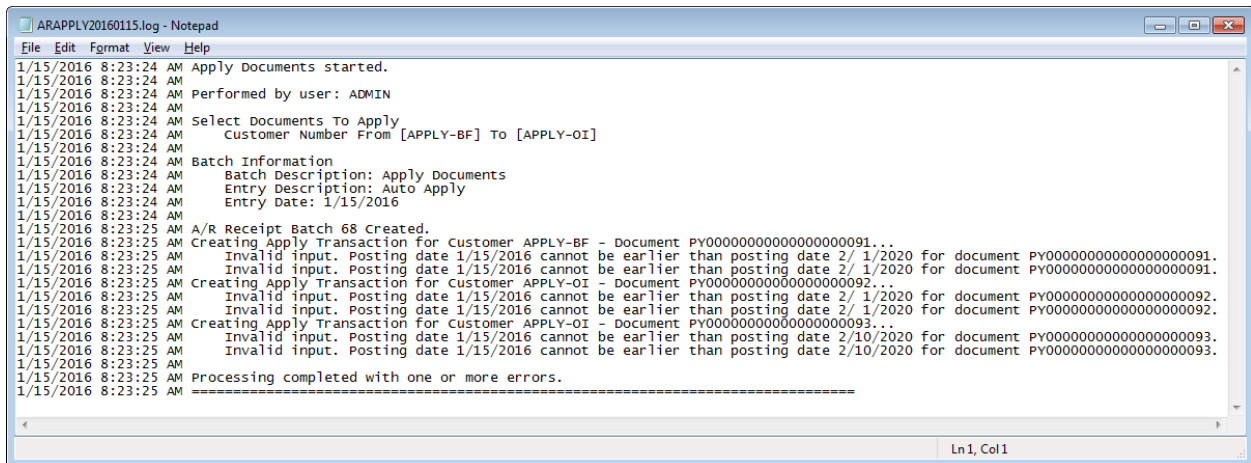 ARAPPLY20160115.log - Notepad
File Edit Format View Help
1/15/2016 8:23:24 AM Apply Documents started.
1/15/2016 8:23:24 AM
1/15/2016 8:23:24 AM Performed by user: ADMIN
1/15/2016 8:23:24 AM
1/15/2016 8:23:24 AM Select Documents To Apply
1/15/2016 8:23:24 AM     Customer Number From [APPLY-BF] To [APPLY-OI]
1/15/2016 8:23:24 AM
1/15/2016 8:23:24 AM Batch Information
1/15/2016 8:23:24 AM     Batch Description: Apply Documents
1/15/2016 8:23:24 AM     Entry Description: Auto Apply
1/15/2016 8:23:24 AM     Entry Date: 1/15/2016
1/15/2016 8:23:24 AM
1/15/2016 8:23:25 AM A/R Receipt Batch 68 Created.
1/15/2016 8:23:25 AM Creating Apply Transaction for Customer APPLY-BF - Document PY00000000000000000091...
1/15/2016 8:23:25 AM     Invalid input. Posting date 1/15/2016 cannot be earlier than posting date 2/ 1/2020 for document PY00000000000000000091.
1/15/2016 8:23:25 AM     Invalid input. Posting date 1/15/2016 cannot be earlier than posting date 2/ 1/2020 for document PY00000000000000000091.
1/15/2016 8:23:25 AM Creating Apply Transaction for Customer APPLY-OI - Document PY00000000000000000092...
1/15/2016 8:23:25 AM     Invalid input. Posting date 1/15/2016 cannot be earlier than posting date 2/ 1/2020 for document PY00000000000000000092.
1/15/2016 8:23:25 AM     Invalid input. Posting date 1/15/2016 cannot be earlier than posting date 2/ 1/2020 for document PY00000000000000000092.
1/15/2016 8:23:25 AM Creating Apply Transaction for Customer APPLY-OI - Document PY00000000000000000093...
1/15/2016 8:23:25 AM     Invalid input. Posting date 1/15/2016 cannot be earlier than posting date 2/10/2020 for document PY00000000000000000093.
1/15/2016 8:23:25 AM     Invalid input. Posting date 1/15/2016 cannot be earlier than posting date 2/10/2020 for document PY00000000000000000093.
1/15/2016 8:23:25 AM
1/15/2016 8:23:25 AM Processing completed with one or more errors.
1/15/2016 8:23:25 AM ================================================================================
Ln 1, Col 1